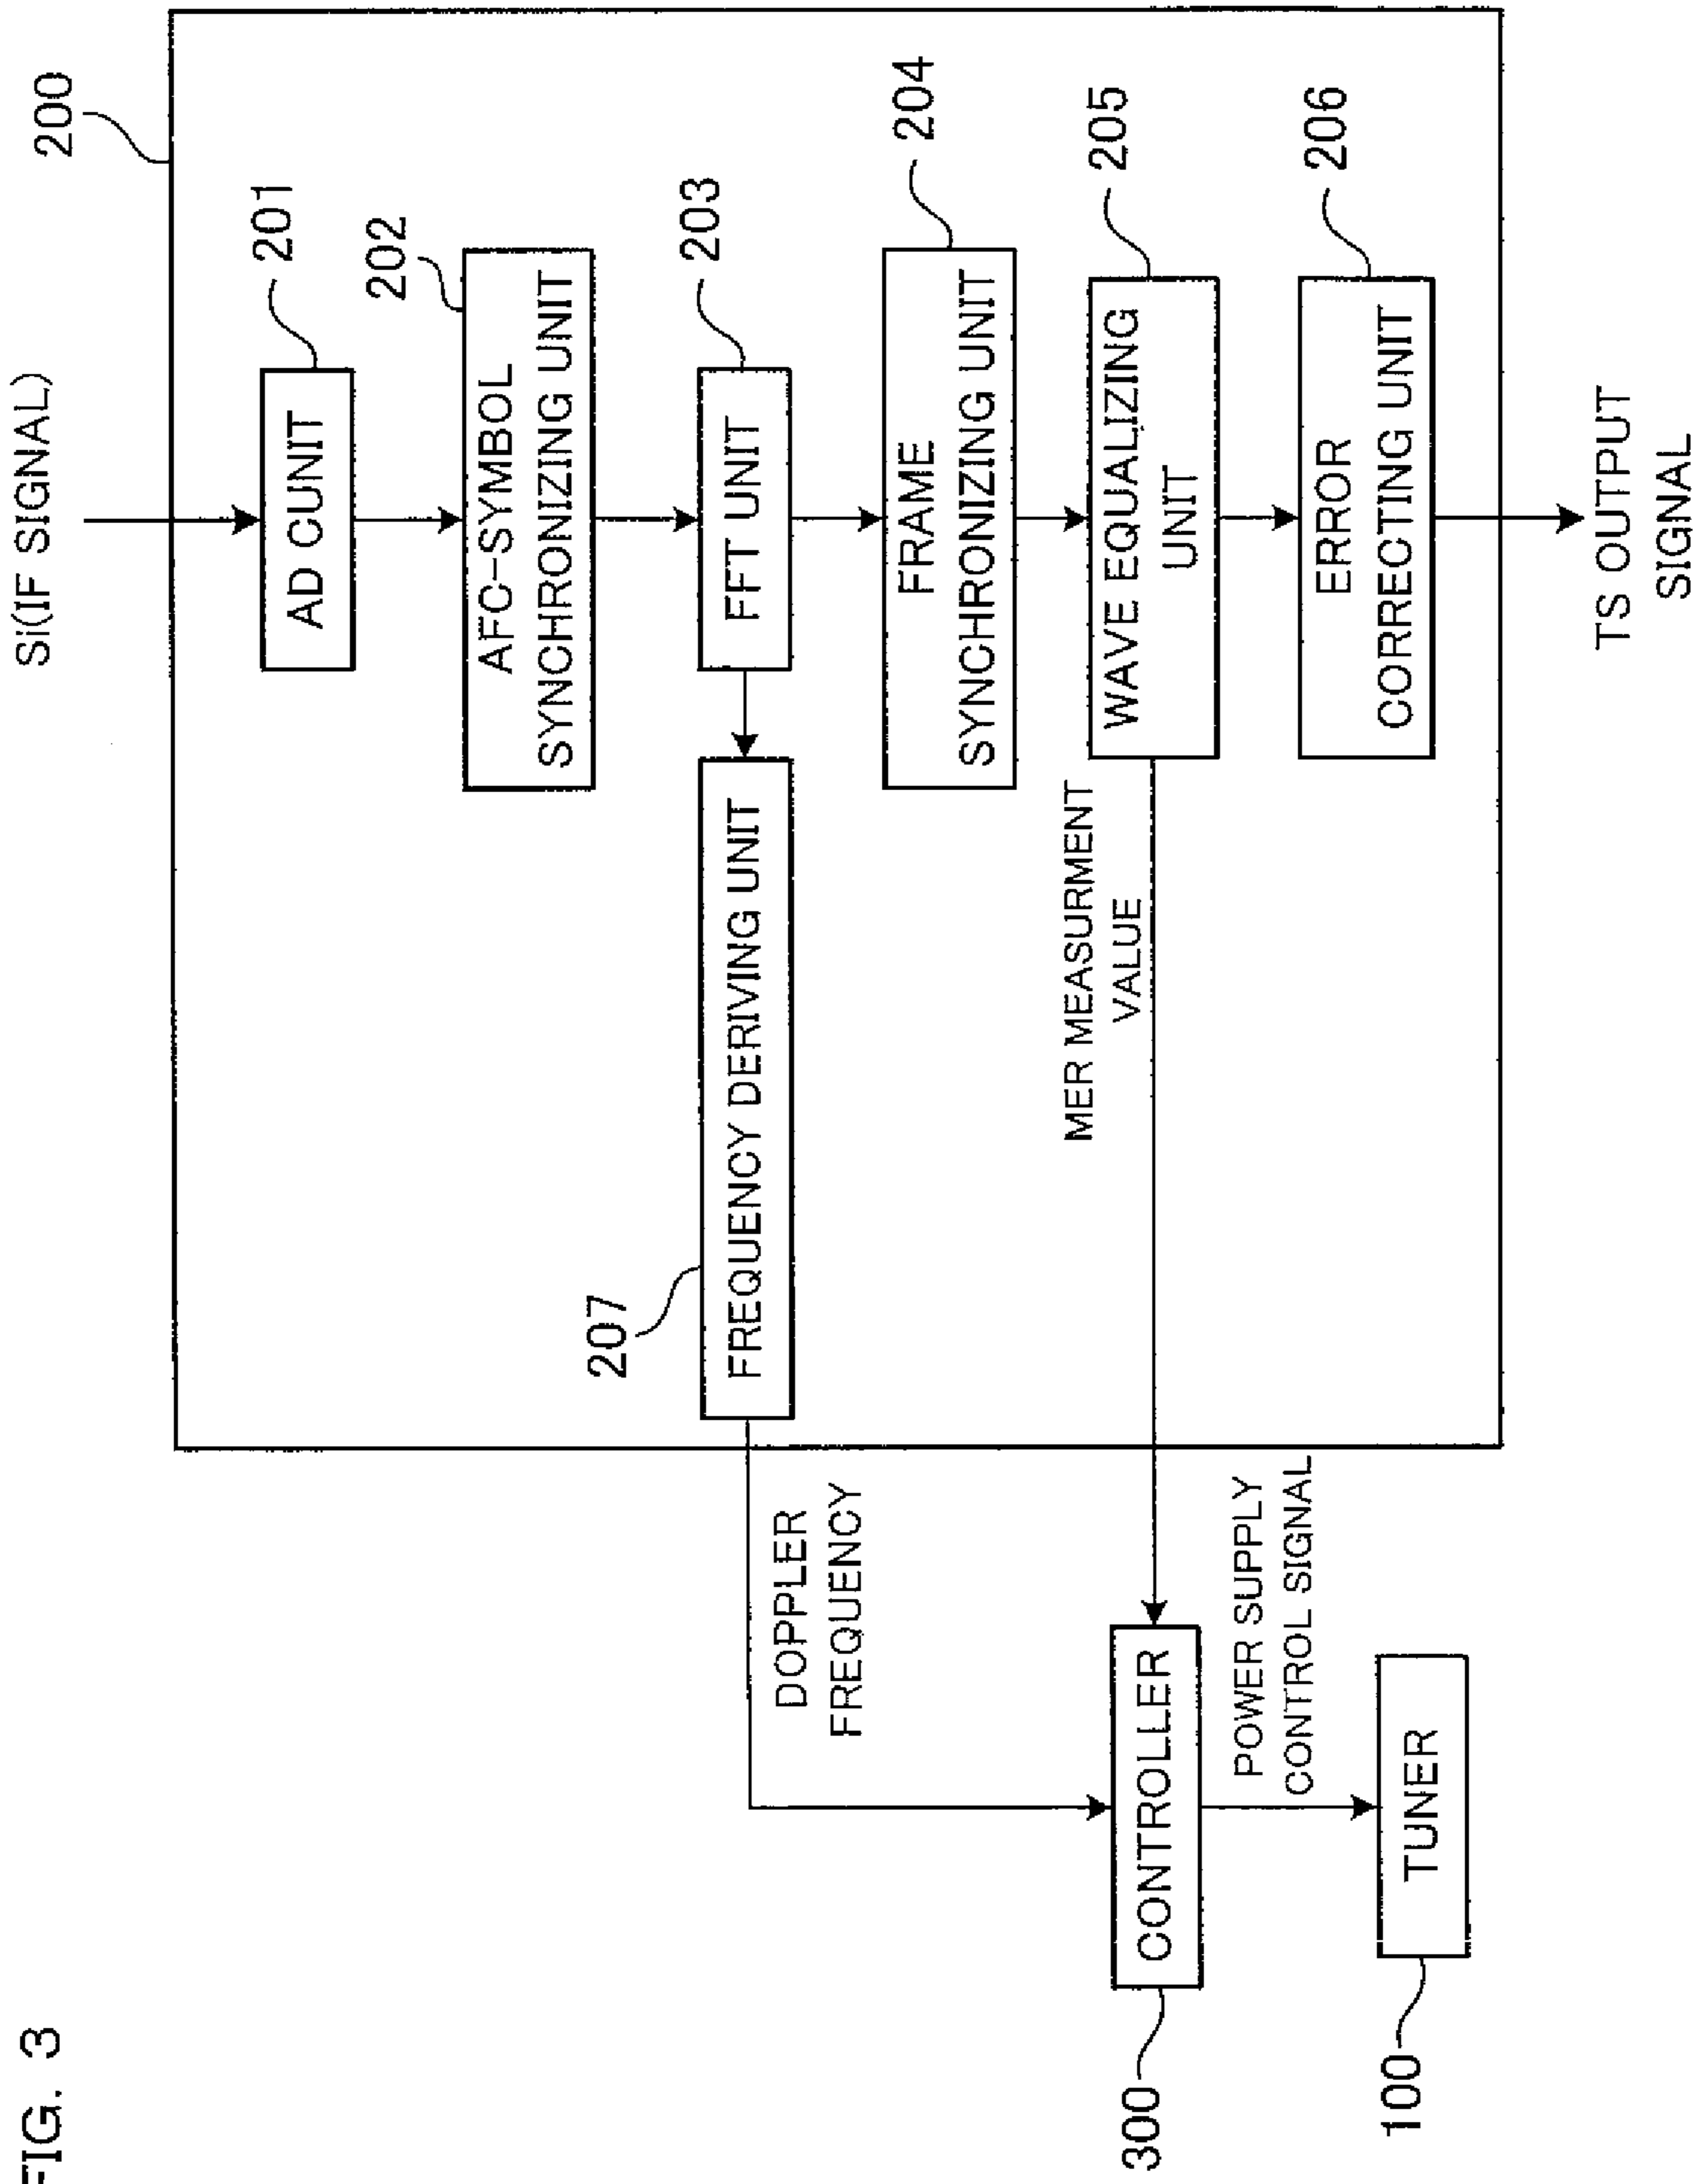 FIG. 3
Si(IF SIGNAL)
200
AD CUNIT
201
AFC-SYMBOL
SYNCHRONIZING UNIT
202
FFT UNIT
203
FREQUENCY DERIVING UNIT
207
FRAME
SYNCHRONIZING UNIT
204
WAVE EQUALIZING
UNIT
205
ERROR
CORRECTING UNIT
206
TS OUTPUT
SIGNAL
MER MEASURMENT
VALUE
DOPPLER
FREQUENCY
CONTROLLER
300
POWER SUPPLY
CONTROL SIGNAL
TUNER
100